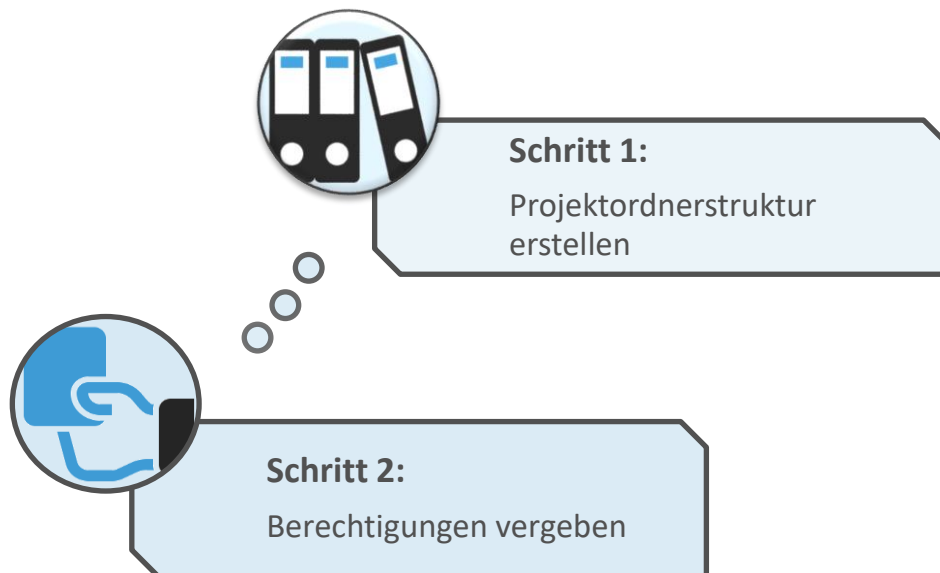 Schritt 1:
Projektordnerstruktur
erstellen
Schritt 2:
Berechtigungen vergeben